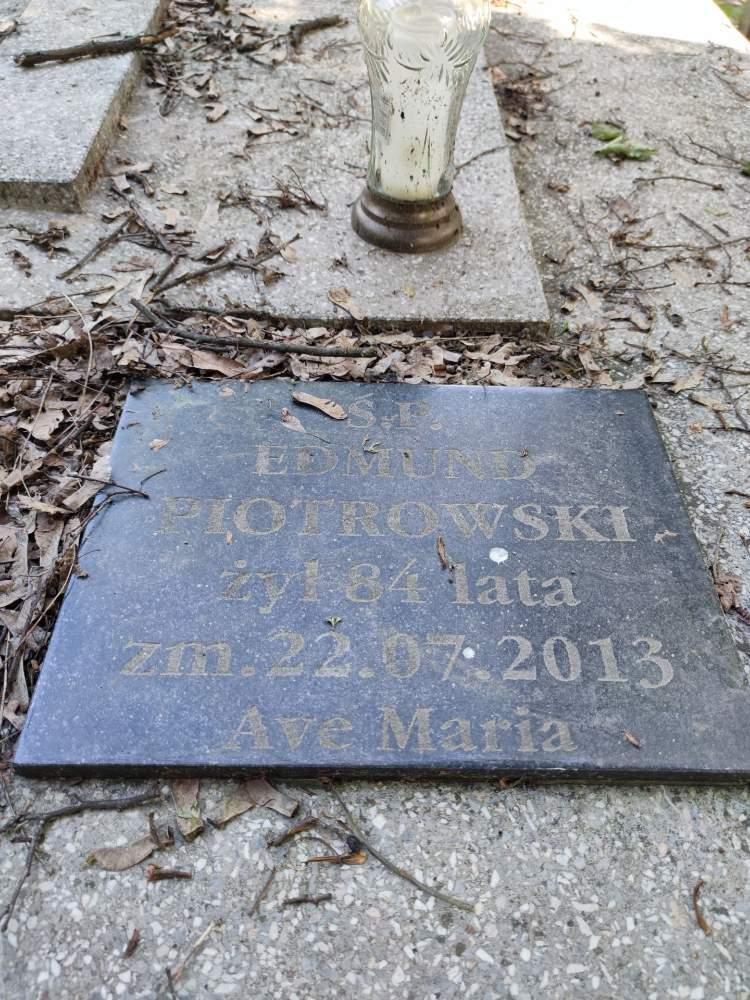 Ś.P.
EDMUND
PIOTROWSKI
żył 84 lata
zm. 22.07.2013
Ave Maria